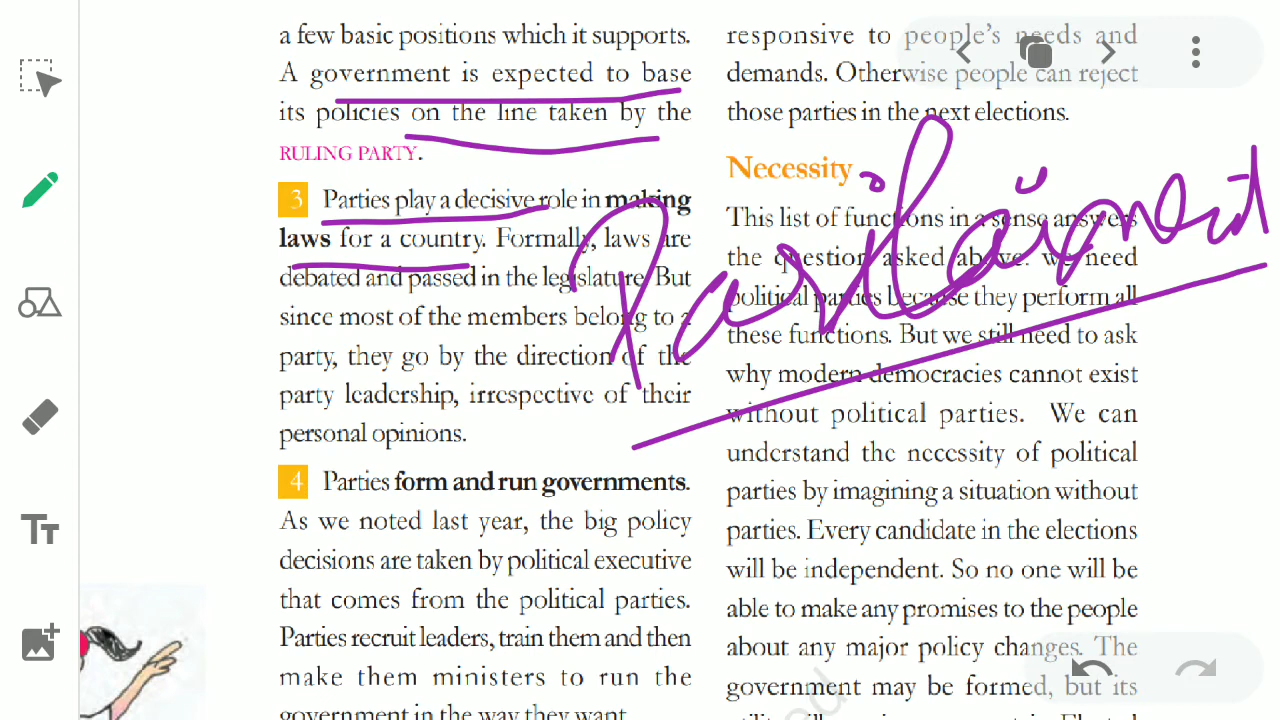 a few basic positions which it supports.
A government is expected to base
its policies on the line taken by the
RULING PARTY.
3 Parties play a decisive role in making
laws for a country. Formally, laws are
debated and passed in the legislature. But
since most of the members belong to a
party, they go by the direction of the
party leadership, irrespective of their
personal opinions.
4 Parties form and run governments.
As we noted last year, the big policy
decisions are taken by political executive
that comes from the political parties.
Parties recruit leaders, train them and then
make them ministers to run the
government in the way they want.
responsive to people's needs and
demands. Otherwise people can reject
those parties in the next elections.
Necessity
This list of functions in a sense answers
the question asked above: we need
political parties because they perform all
these functions. But we still need to ask
why modern democracies cannot exist
without political parties. We can
understand the necessity of political
parties by imagining a situation without
parties. Every candidate in the elections
will be independent. So no one will be
able to make any promises to the people
about any major policy changes. The
government may be formed, but its
Parliament
TT